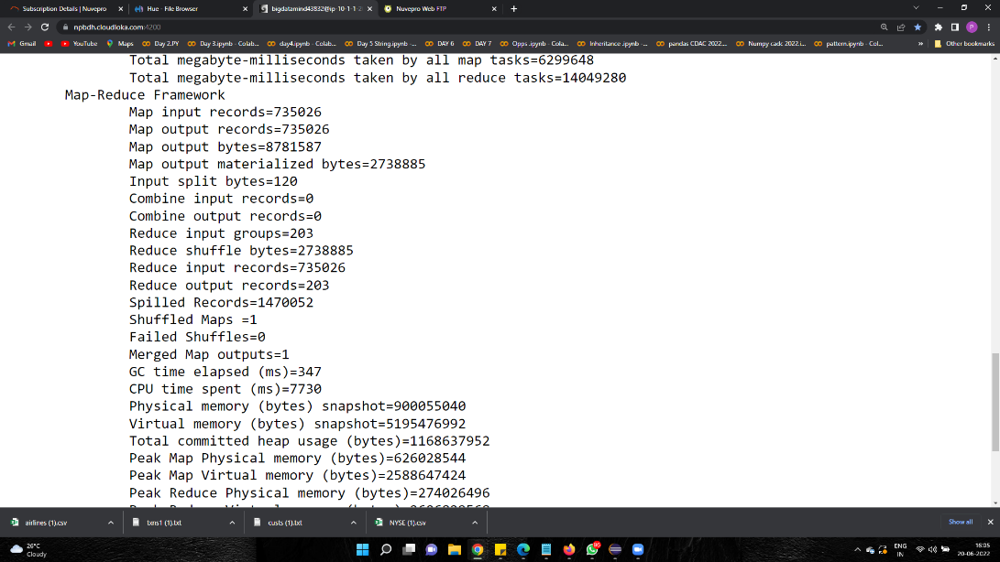 Subscription Details | Nuvepro
Hue - File Browser
bigdatamind43832@ip-10-1-1-2
Nuvepro Web FTP
npbdh.cloudloka.com:4200
Gmail
YouTube
Maps
Day 2.PY
Day 3.ipynb - Colab...
day4.ipynb - Colab...
Day 5 String.ipynb -...
DAY 6
DAY 7
Opps .ipynb - Cola...
Inheritance .ipynb -...
pandas CDAC 2022....
Numpy cadc 2022.i...
pattern.ipynb - Col...
»
Other bookmarks
Total megabyte-milliseconds taken by all map tasks=6299648
Total megabyte-milliseconds taken by all reduce tasks=14049280
Map-Reduce Framework
Map input records=735026
Map output records=735026
Map output bytes=8781587
Map output materialized bytes=2738885
Input split bytes=120
Combine input records=0
Combine output records=0
Reduce input groups=203
Reduce shuffle bytes=2738885
Reduce input records=735026
Reduce output records=203
Spilled Records=1470052
Shuffled Maps =1
Failed Shuffles=0
Merged Map outputs=1
GC time elapsed (ms)=347
CPU time spent (ms)=7730
Physical memory (bytes) snapshot=900055040
Virtual memory (bytes) snapshot=5195476992
Total committed heap usage (bytes)=1168637952
Peak Map Physical memory (bytes)=626028544
Peak Map Virtual memory (bytes)=2588647424
Peak Reduce Physical memory (bytes)=274026496
airlines (1).csv
txns1 (1).txt
custs (1).txt
NYSE (1).csv
Show all
26°C
Cloudy
ENG
IN
16:05